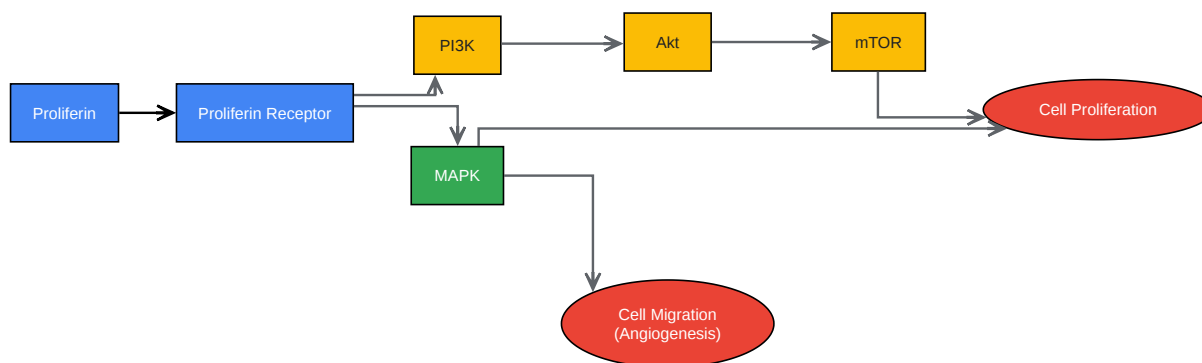 PI3K
Akt
mTOR
Proliferin
Proliferin Receptor
Cell Proliferation
MAPK
Cell Migration
(Angiogenesis)